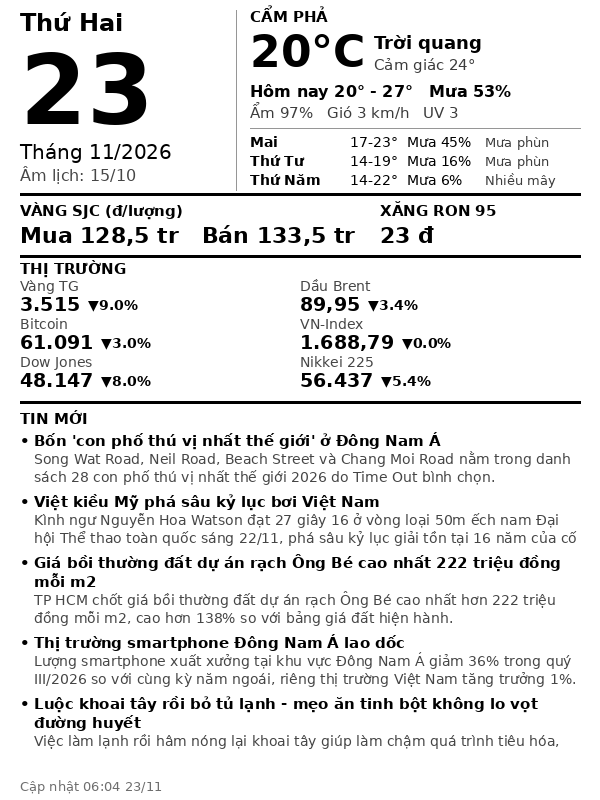 Thứ Hai
23
Tháng 11/2026
Âm lịch: 15/10
CẨM PHẢ
20°C Trời quang
Cảm giác 24°
Hôm nay 20° - 27° Mưa 53%
Ẩm 97% Gió 3 km/h UV 3
Mai 17-23° Mưa 45% Mưa phùn
Thứ Tư 14-19° Mưa 16% Mưa phùn
Thứ Năm 14-22° Mưa 6% Nhiều mây
VÀNG SJC (đ/lượng)
Mua 128,5 tr Bán 133,5 tr
XĂNG RON 95
23 đ
THỊ TRƯỜNG
Vàng TG
3.515 ▼9.0%
Dầu Brent
89,95 ▼3.4%
Bitcoin
61.091 ▼3.0%
VN-Index
1.688,79 ▼0.0%
Dow Jones
48.147 ▼8.0%
Nikkei 225
56.437 ▼5.4%
TIN MỚI
• Bốn 'con phố thú vị nhất thế giới' ở Đông Nam Á
Song Wat Road, Neil Road, Beach Street và Chang Moi Road nằm trong danh
sách 28 con phố thú vị nhất thế giới 2026 do Time Out bình chọn.
• Việt kiều Mỹ phá sâu kỷ lục bơi Việt Nam
Kình ngư Nguyễn Hoa Watson đạt 27 giây 16 ở vòng loại 50m ếch nam Đại
hội Thể thao toàn quốc sáng 22/11, phá sâu kỷ lục giải tồn tại 16 năm của cố
• Giá bồi thường đất dự án rạch Ông Bé cao nhất 222 triệu đồng
mỗi m2
TP HCM chốt giá bồi thường đất dự án rạch Ông Bé cao nhất hơn 222 triệu
đồng mỗi m2, cao hơn 138% so với bảng giá đất hiện hành.
• Thị trường smartphone Đông Nam Á lao dốc
Lượng smartphone xuất xưởng tại khu vực Đông Nam Á giảm 36% trong quý
III/2026 so với cùng kỳ năm ngoái, riêng thị trường Việt Nam tăng trưởng 1%.
• Luộc khoai tây rồi bỏ tủ lạnh - mẹo ăn tinh bột không lo vọt
đường huyết
Việc làm lạnh rồi hâm nóng lại khoai tây giúp làm chậm quá trình tiêu hóa,
Cập nhật 06:04 23/11